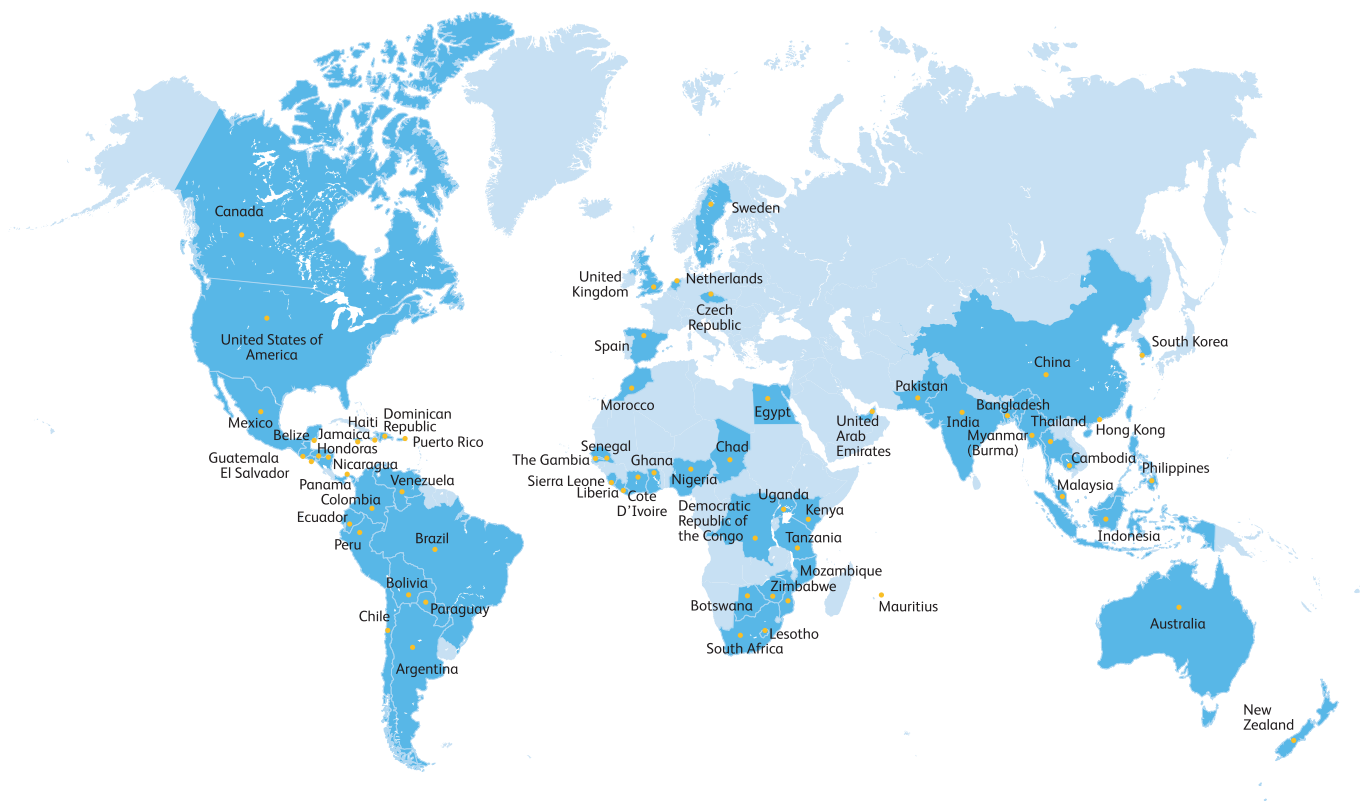 Canada
United States of
America
Mexico
Belize
Guatemala
El Salvador
Jamaica
Haiti
Dominican
Republic
Puerto Rico
Hondoras
Nicaragua
Panama
Colombia
Venezuela
Ecuador
Peru
Brazil
Bolivia
Paraguay
Chile
Argentina
Sweden
United
Kingdom
Netherlands
Czech
Republic
Spain
Morocco
Egypt
United
Arab
Emirates
Senegal
The Gambia
Sierra Leone
Liberia
Ghana
Cote
D'Ivoire
Nigeria
Chad
Democratic
Republic of
the Congo
Uganda
Kenya
Tanzania
Mozambique
Zimbabwe
Botswana
Lesotho
South Africa
Mauritius
Pakistan
India
Bangladesh
Myanmar
(Burma)
China
Thailand
Hong Kong
South Korea
Cambodia
Malaysia
Philippines
Indonesia
Australia
New
Zealand